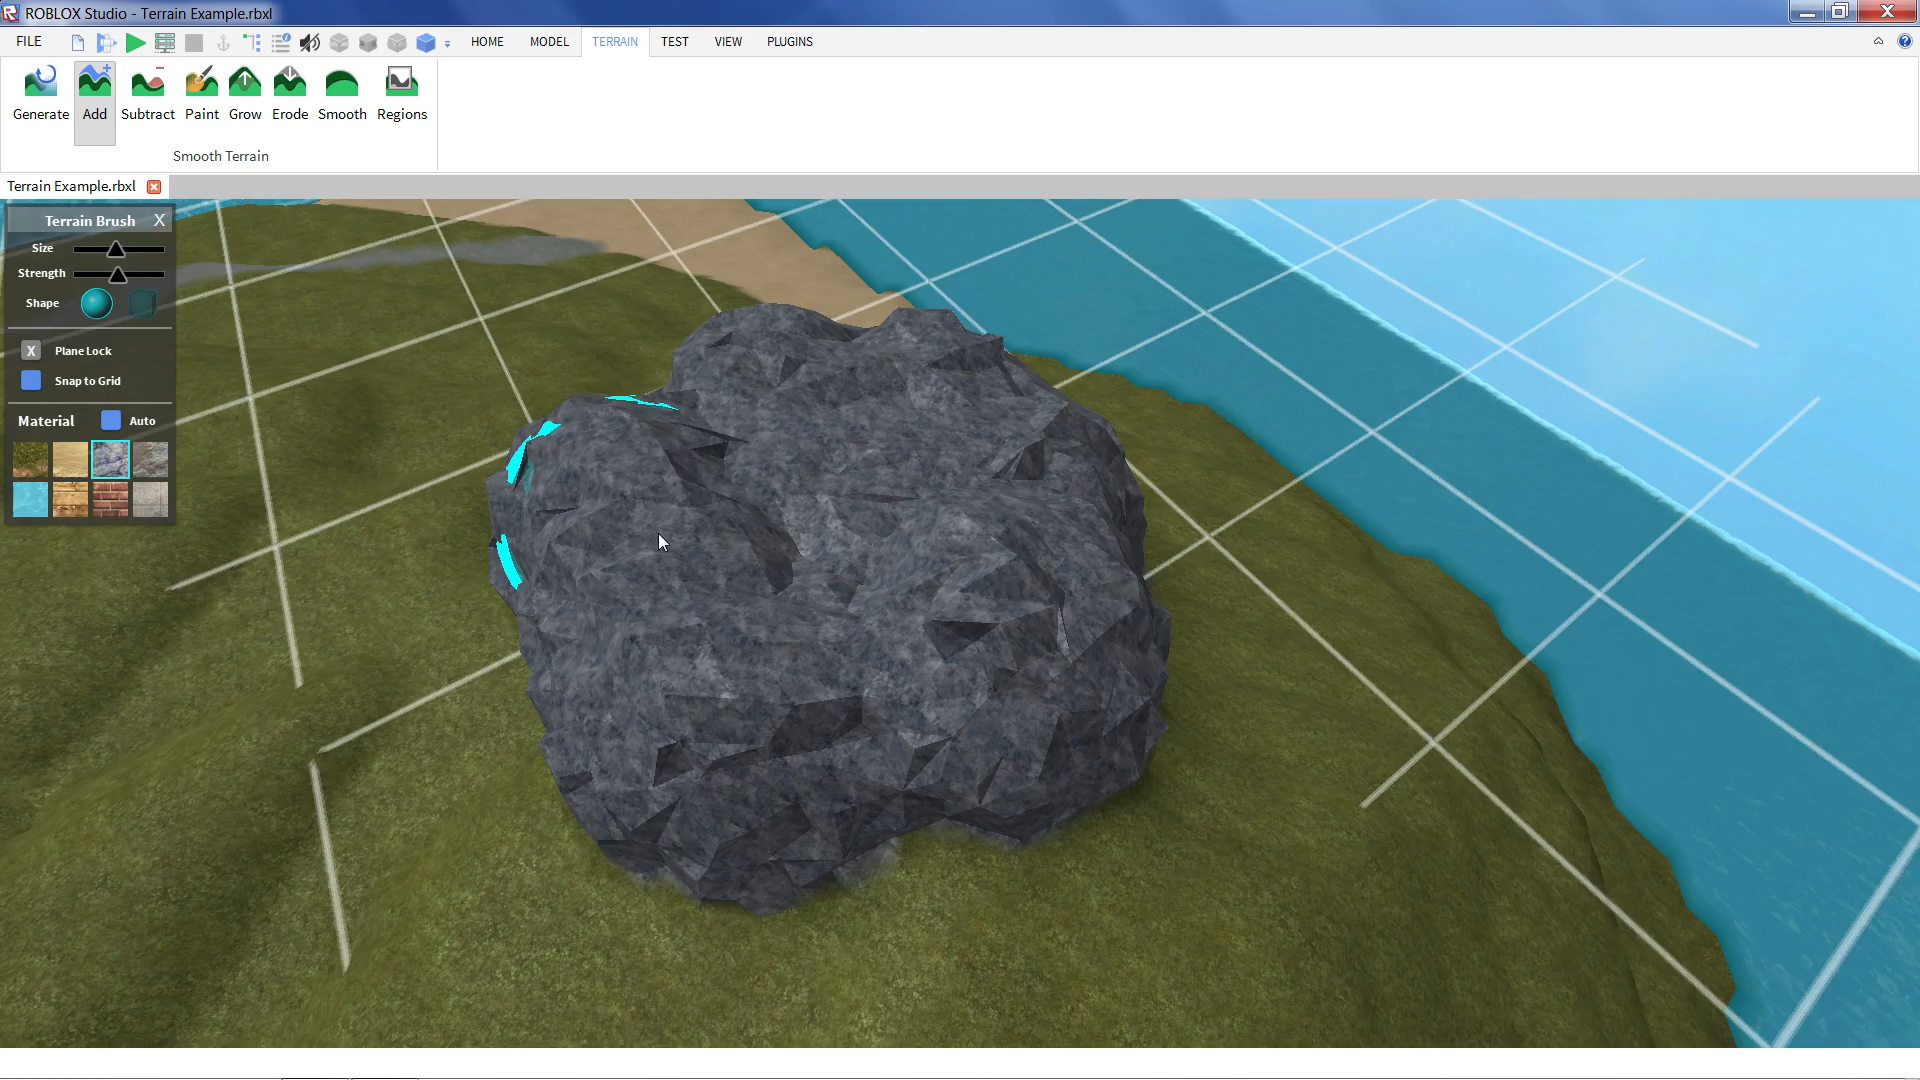 ROBLOX Studio - Terrain Example.rbxl
FILE HOME MODEL TERRAIN TEST VIEW PLUGINS
Generate Add Subtract Paint Grow Erode Smooth Regions
Smooth Terrain
Terrain Example.rbxl
Terrain Brush X
Size
Strength
Shape
X Plane Lock
Snap to Grid
Material Auto